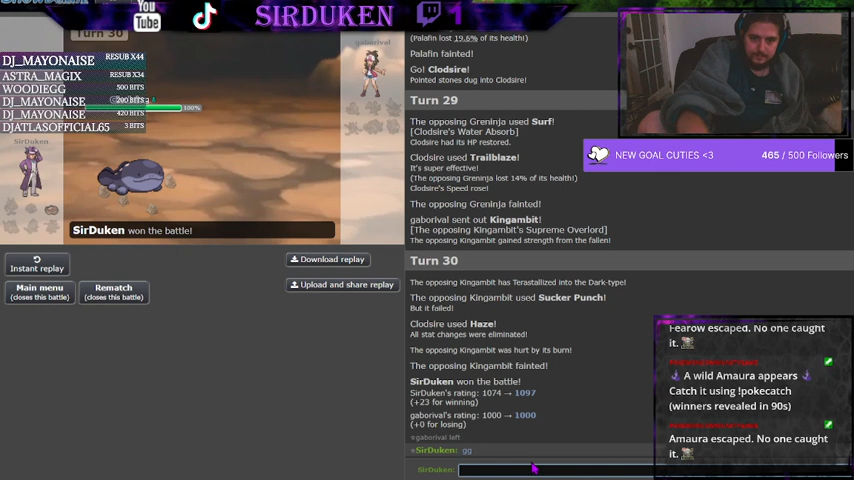 You Tube
SIRDUKEN
1
Turn 30
gaborival
DJ_MAYONAISE RESUB X44
ASTRA_MAGIX RESUB X34
WOODIEGG 500 BITS
DJ_MAYONAISE 200 BITS
DJ_MAYONAISE 420 BITS
DJATLASOFFICIAL65 3 BITS
100%
SirDuken
SirDuken won the battle!
Instant replay
Download replay
Main menu
(closes this battle)
Rematch
(closes this battle)
Upload and share replay
(Palafin lost 19.6% of its health!)
Palafin fainted!
Go! Clodsire!
Pointed stones dug into Clodsire!
Turn 29
The opposing Greninja used Surf!
[Clodsire's Water Absorb]
Clodsire had its HP restored.
Clodsire used Trailblaze!
It's super effective!
(The opposing Greninja lost 14% of its health!)
Clodsire's Speed rose!
The opposing Greninja fainted!
gaborival sent out Kingambit!
[The opposing Kingambit's Supreme Overlord]
The opposing Kingambit gained strength from the fallen!
Turn 30
The opposing Kingambit has Terastallized into the Dark-type!
The opposing Kingambit used Sucker Punch!
But it failed!
Clodsire used Haze!
All stat changes were eliminated!
The opposing Kingambit was hurt by its burn!
The opposing Kingambit fainted!
SirDuken won the battle!
SirDuken's rating: 1074 → 1097
(+23 for winning)
gaborival's rating: 1000 → 1000
(+0 for losing)
gaborival left
SirDuken: gg
SirDuken:
NEW GOAL CUTIES <3 465 / 500 Followers
Fearow escaped. No one caught
it.
A wild Amaura appears
Catch it using !pokecatch
(winners revealed in 90s)
Amaura escaped. No one caught
it.